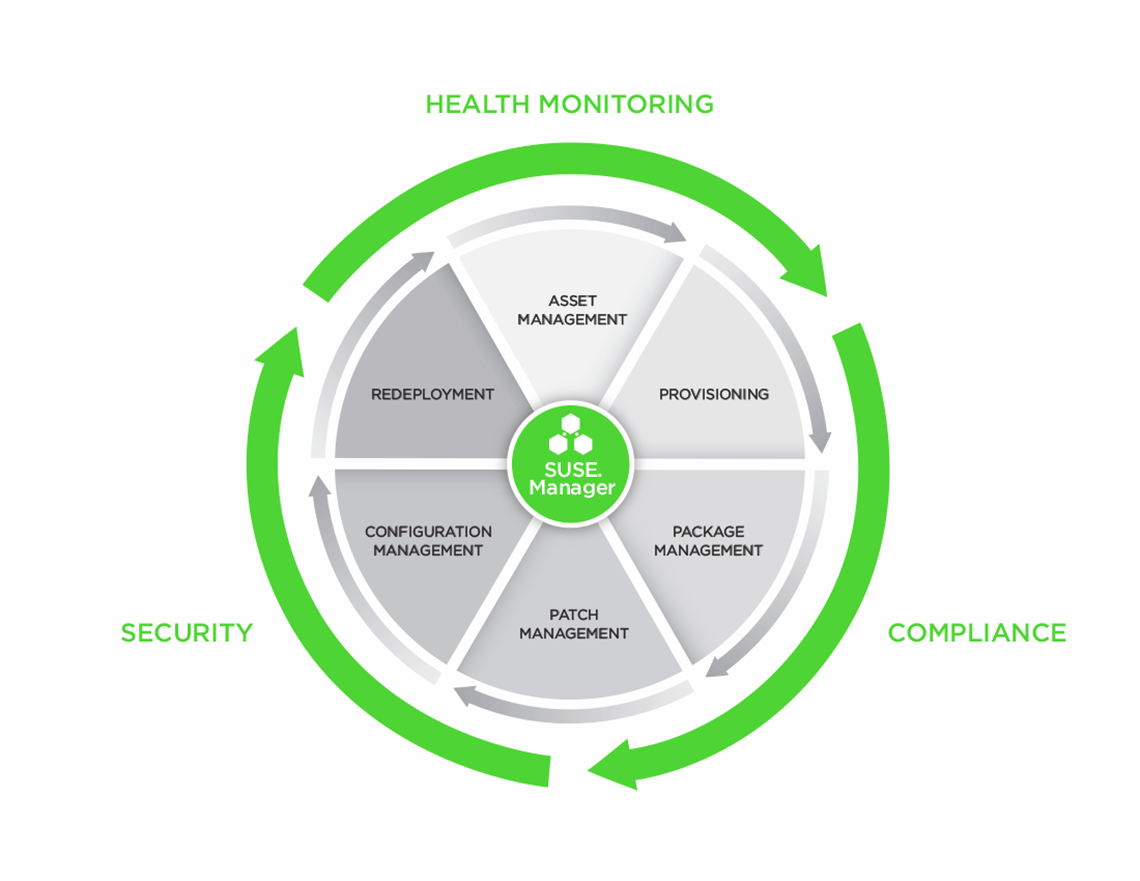 HEALTH MONITORING
ASSET
MANAGEMENT
REDEPLOYMENT
PROVISIONING
SUSE.
Manager
CONFIGURATION
MANAGEMENT
PACKAGE
MANAGEMENT
PATCH
MANAGEMENT
SECURITY
COMPLIANCE